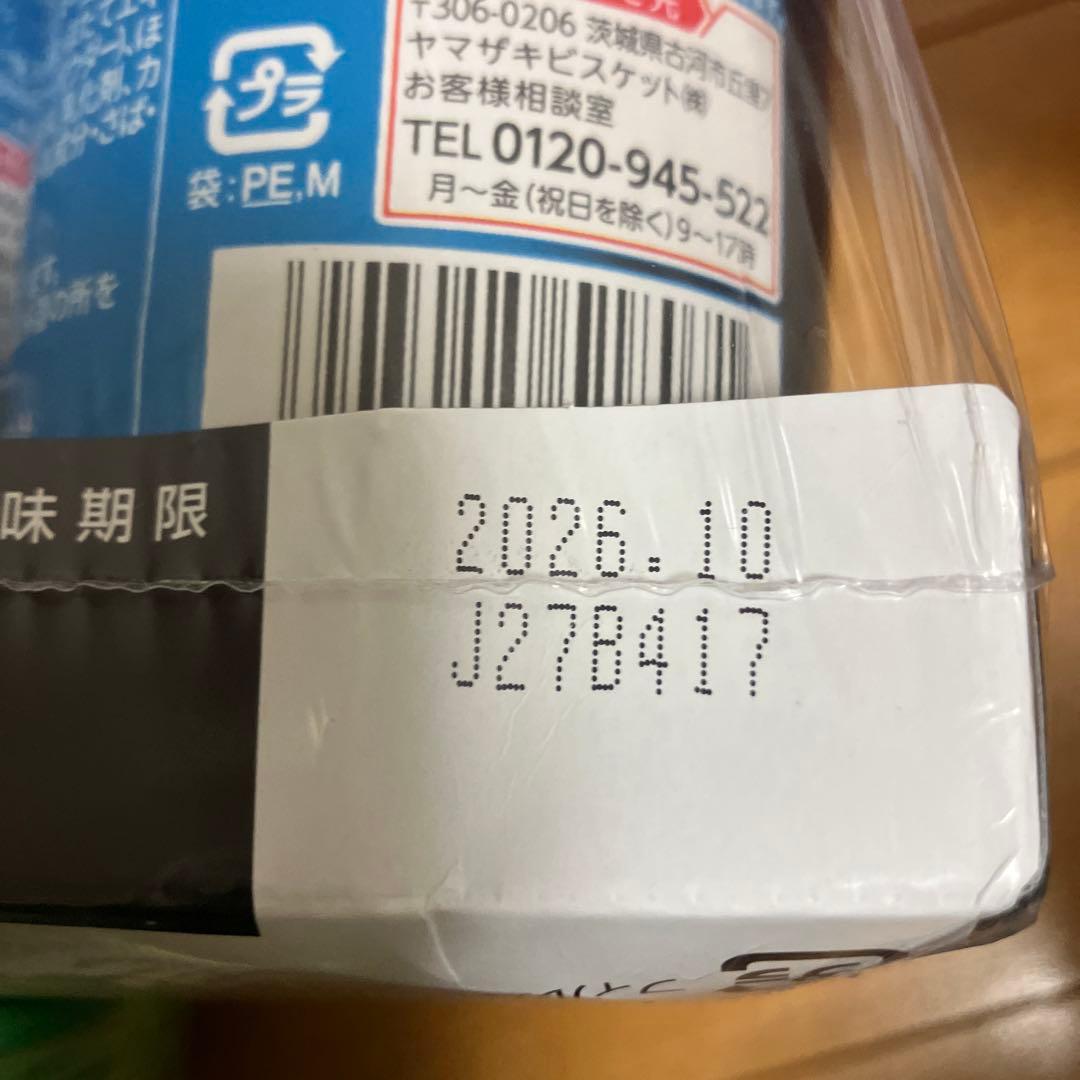 〒306-0206 茨城県古河市丘里7
ヤマザキビスケット㈱
お客様相談室
TEL 0120-945-522
月～金(祝日を除く)9～17時
プラ
袋:PE,M
味期限
2026.10
J27B417